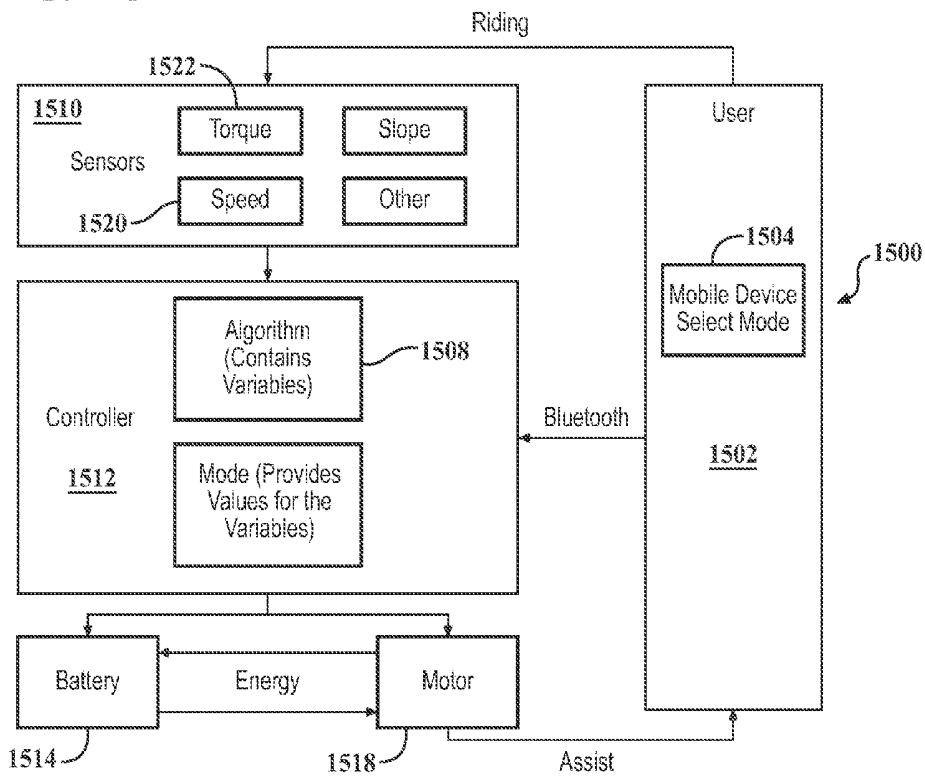 Riding
1522
1510
Torque
Slope
Sensors
Speed
Other
1520
User
1504
1500
Mobile Device
Select Mode
Algorithm
(Contains
Variables)
1508
Controller
1512
Bluetooth
1502
Mode (Provides
Values for the
Variables)
Battery
Energy
Motor
1514
1518
Assist